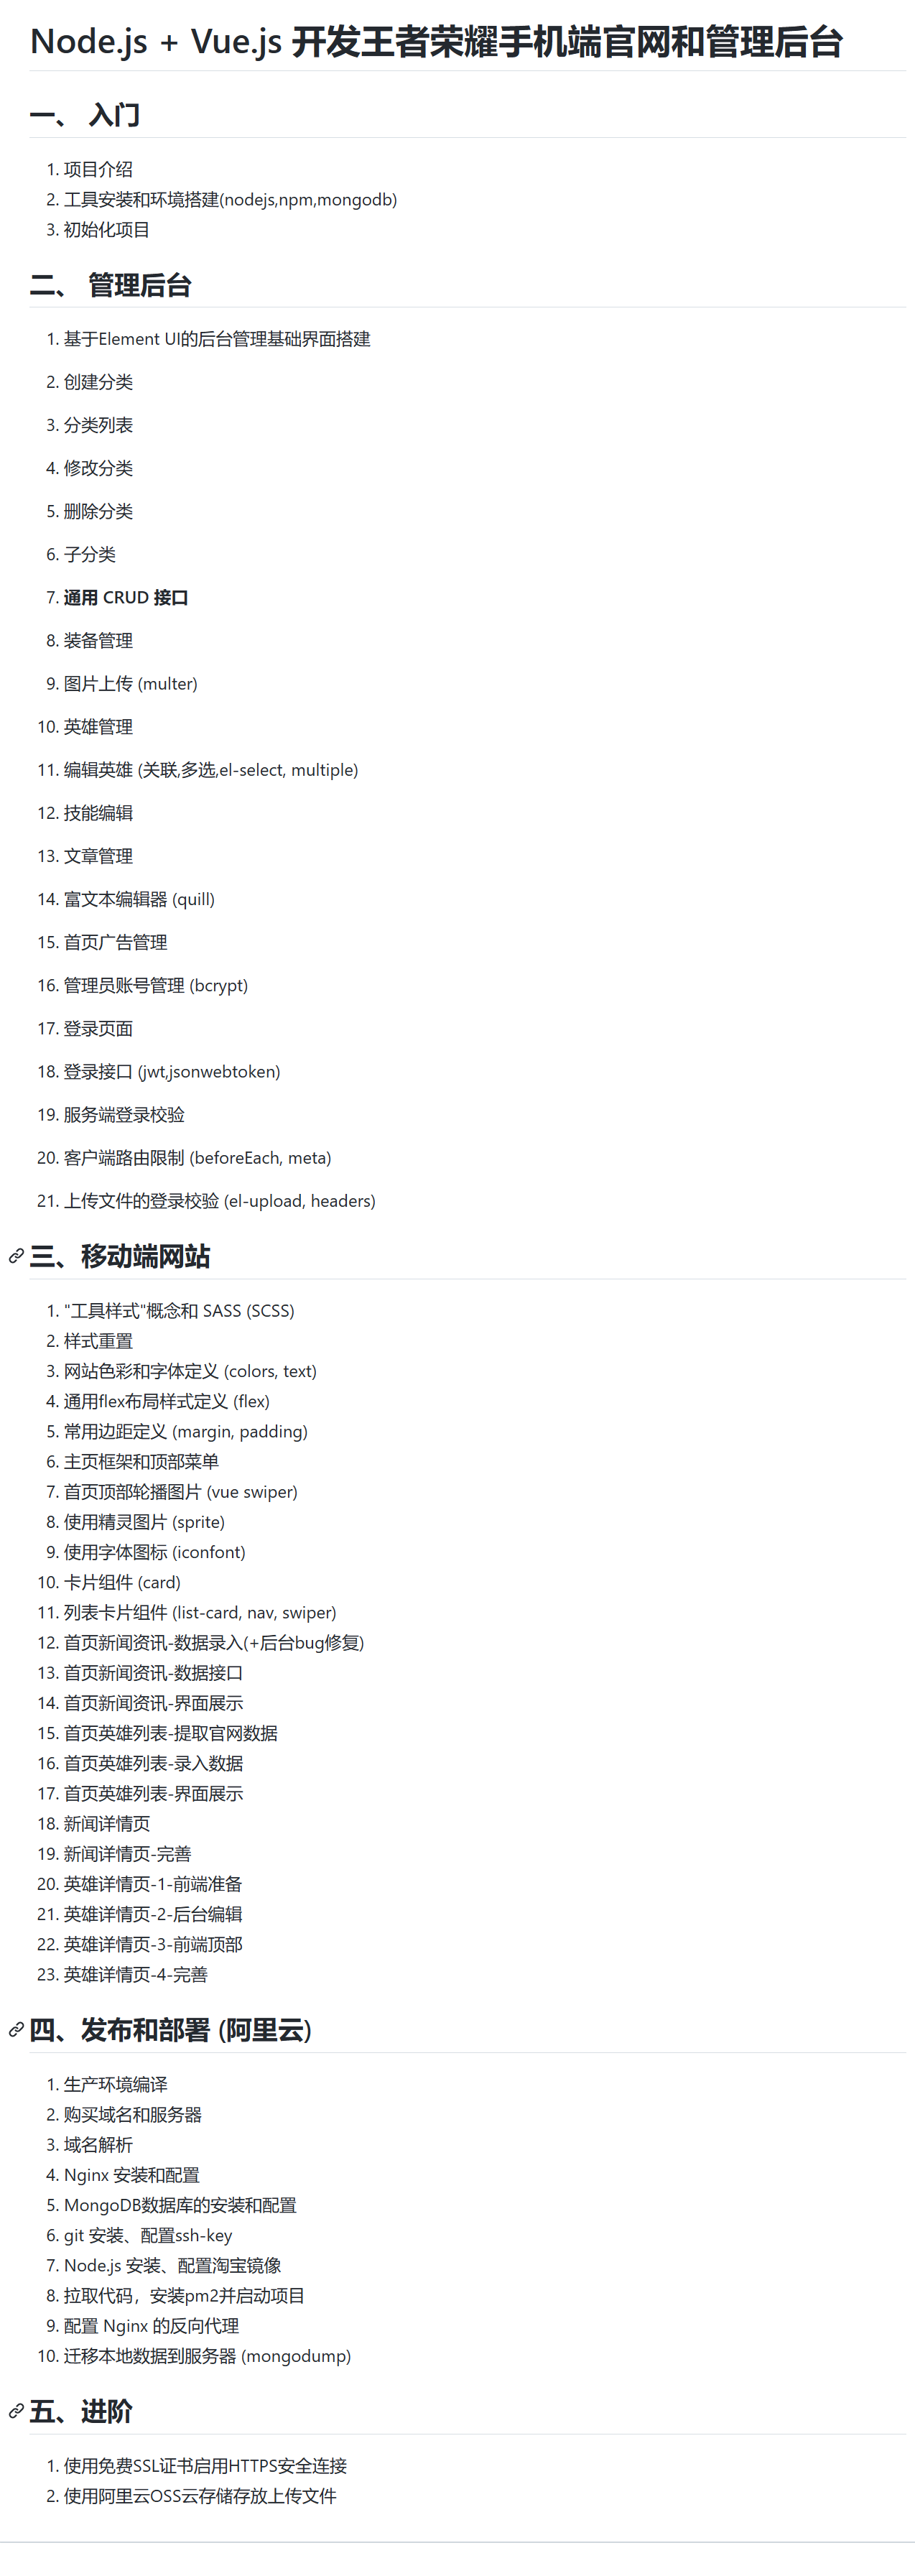 Node.js + Vue.js 开发王者荣耀手机端官网和管理后台
一、 入门
1. 项目介绍
2. 工具安装和环境搭建(nodejs,npm,mongodb)
3. 初始化项目
二、 管理后台
1. 基于Element UI的后台管理基础界面搭建
2. 创建分类
3. 分类列表
4. 修改分类
5. 删除分类
6. 子分类
7. 通用 CRUD 接口
8. 装备管理
9. 图片上传 (multer)
10. 英雄管理
11. 编辑英雄 (关联,多选,el-select, multiple)
12. 技能编辑
13. 文章管理
14. 富文本编辑器 (quill)
15. 首页广告管理
16. 管理员账号管理 (bcrypt)
17. 登录页面
18. 登录接口 (jwt,jsonwebtoken)
19. 服务端登录校验
20. 客户端路由限制 (beforeEach, meta)
21. 上传文件的登录校验 (el-upload, headers)
三、移动端网站
1. "工具样式"概念和 SASS (SCSS)
2. 样式重置
3. 网站色彩和字体定义 (colors, text)
4. 通用flex布局样式定义 (flex)
5. 常用边距定义 (margin, padding)
6. 主页框架和顶部菜单
7. 首页顶部轮播图片 (vue swiper)
8. 使用精灵图片 (sprite)
9. 使用字体图标 (iconfont)
10. 卡片组件 (card)
11. 列表卡片组件 (list-card, nav, swiper)
12. 首页新闻资讯-数据录入(+后台bug修复)
13. 首页新闻资讯-数据接口
14. 首页新闻资讯-界面展示
15. 首页英雄列表-提取官网数据
16. 首页英雄列表-录入数据
17. 首页英雄列表-界面展示
18. 新闻详情页
19. 新闻详情页-完善
20. 英雄详情页-1-前端准备
21. 英雄详情页-2-后台编辑
22. 英雄详情页-3-前端顶部
23. 英雄详情页-4-完善
四、发布和部署 (阿里云)
1. 生产环境编译
2. 购买域名和服务器
3. 域名解析
4. Nginx 安装和配置
5. MongoDB数据库的安装和配置
6. git 安装、配置ssh-key
7. Node.js 安装、配置淘宝镜像
8. 拉取代码，安装pm2并启动项目
9. 配置 Nginx 的反向代理
10. 迁移本地数据到服务器 (mongodump)
五、进阶
1. 使用免费SSL证书启用HTTPS安全连接
2. 使用阿里云OSS云存储存放上传文件